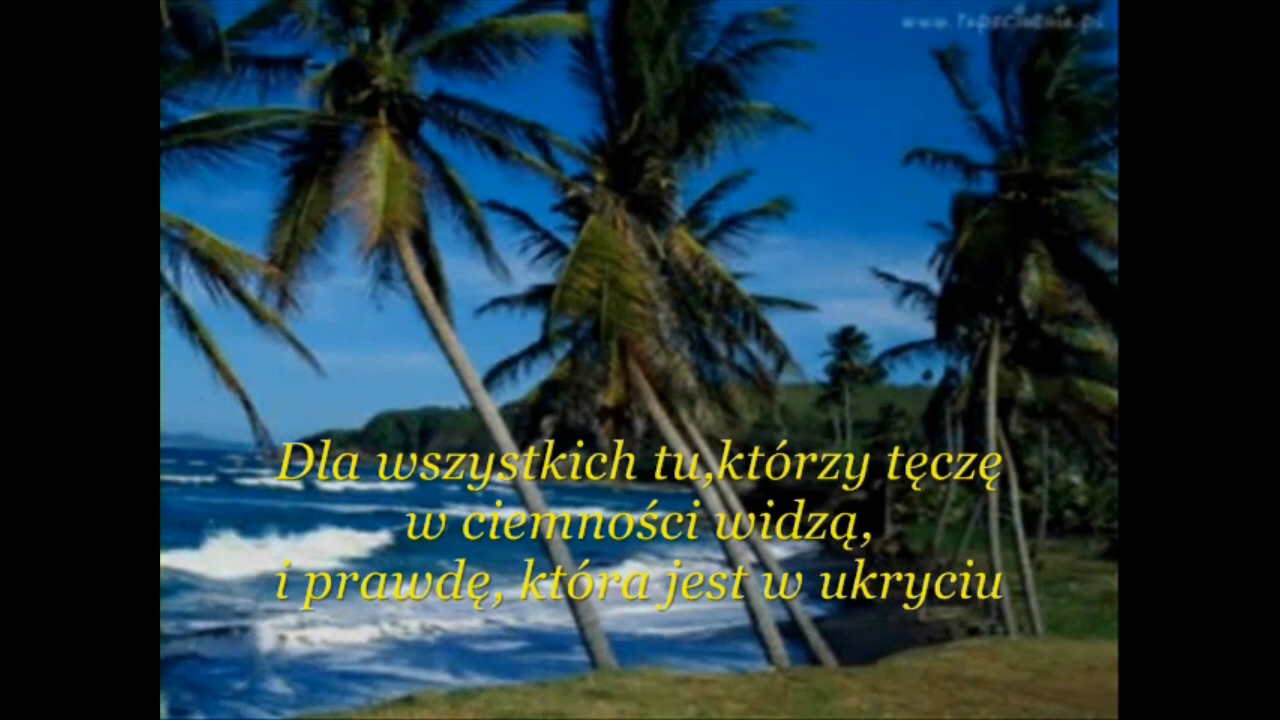 Dla wszystkich tu,którzy tęczę
w ciemności widzą,
i prawdę, która jest w ukryciu